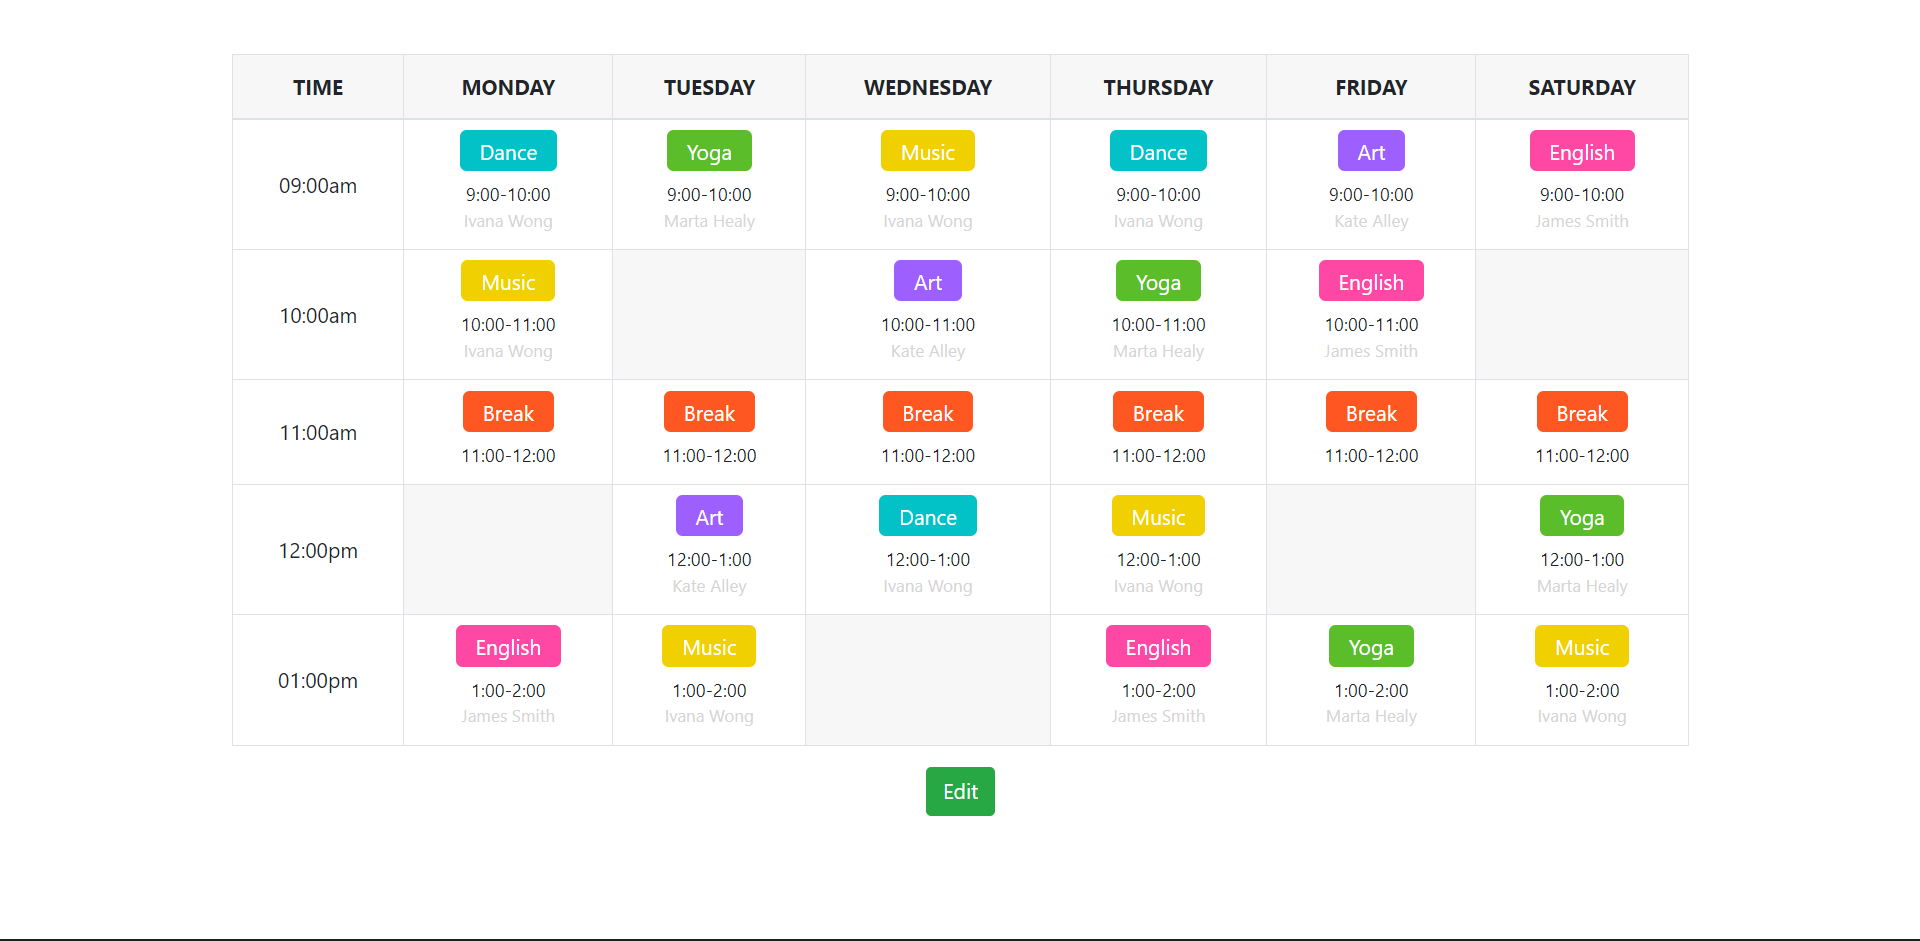 TIME MONDAY TUESDAY WEDNESDAY THURSDAY FRIDAY SATURDAY
Dance Yoga Music Dance Art English
09:00am
9:00-10:00 9:00-10:00 9:00-10:00 9:00-10:00 9:00-10:00 9:00-10:00
Ivana Wong Marta Healy Ivana Wong Ivana Wong Kate Alley James Smith
Music Art Yoga English
10:00am
10:00-11:00 10:00-11:00 10:00-11:00 10:00-11:00
Ivana Wong Kate Alley Marta Healy James Smith
Break Break Break Break Break Break
11:00am
11:00-12:00 11:00-12:00 11:00-12:00 11:00-12:00 11:00-12:00 11:00-12:00
Art Dance Music Yoga
12:00pm
12:00-1:00 12:00-1:00 12:00-1:00 12:00-1:00
Kate Alley Ivana Wong Ivana Wong Marta Healy
English Music English Yoga Music
01:00pm
1:00-2:00 1:00-2:00 1:00-2:00 1:00-2:00 1:00-2:00
James Smith Ivana Wong James Smith Marta Healy Ivana Wong
Edit